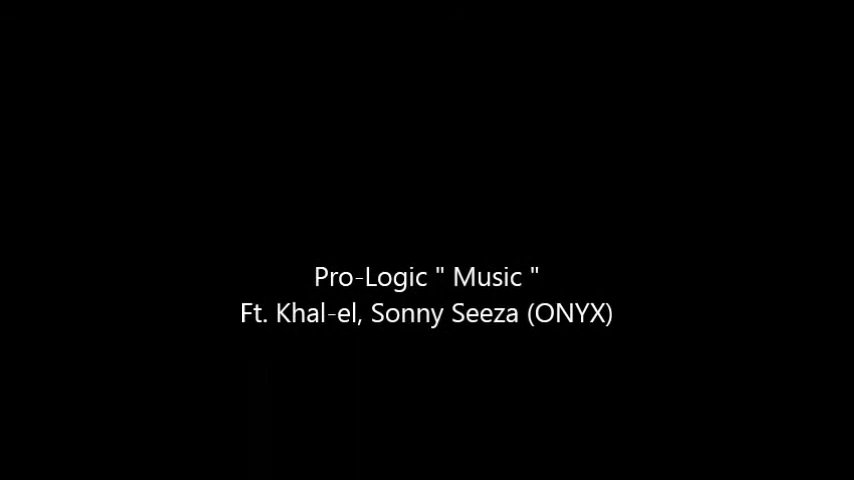 Pro-Logic " Music "
Ft. Khal-el, Sonny Seeza (ONYX)